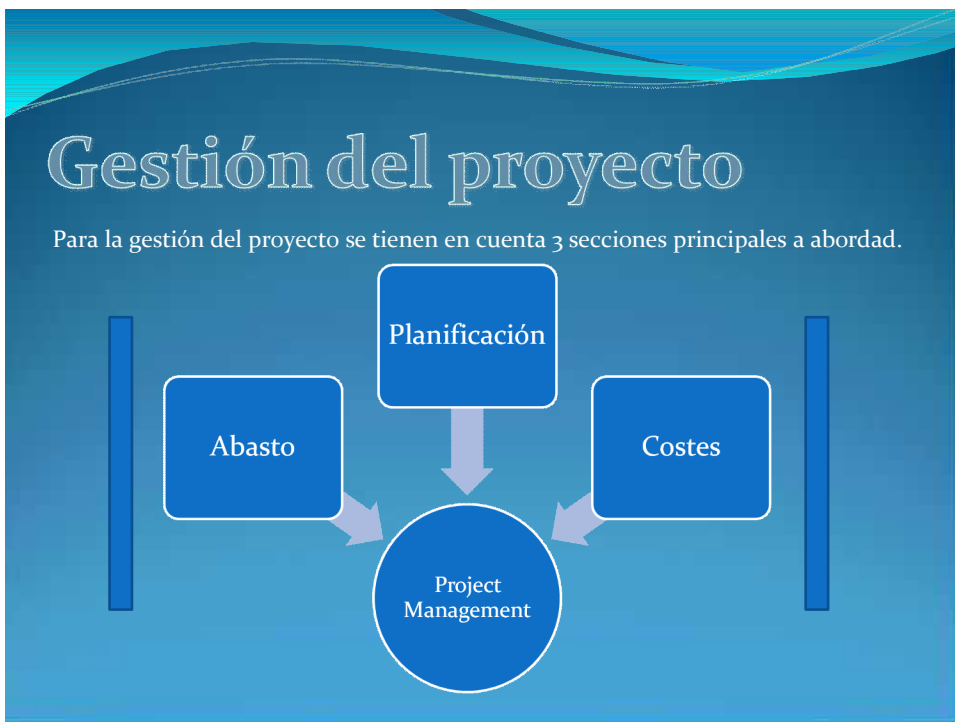 Gestión del proyecto
Para la gestión del proyecto se tienen en cuenta 3 secciones principales a abordad.
Planificación
Abasto
Costes
Project
Management